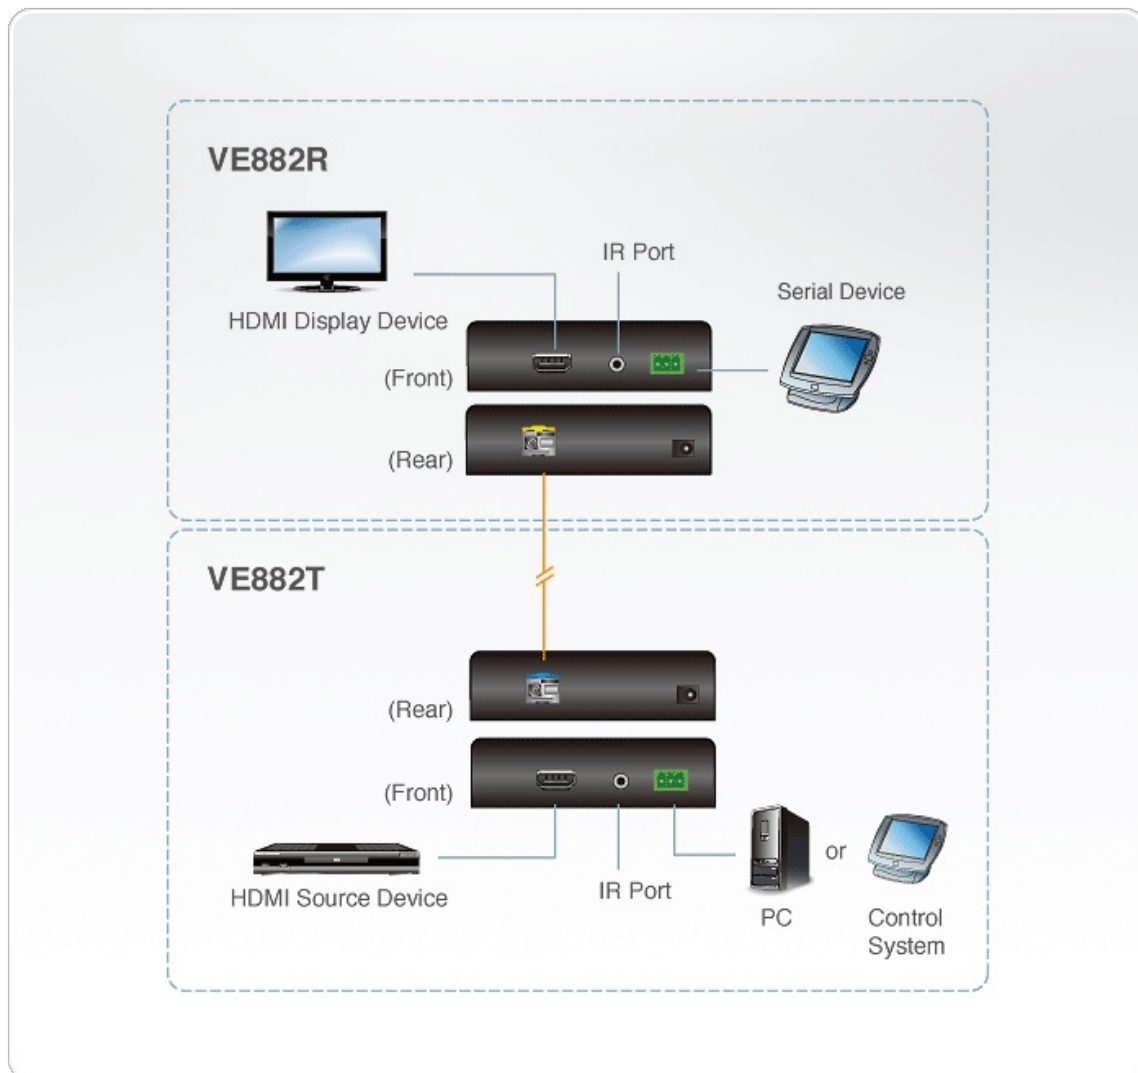 VE882R
IR Port
Serial Device
HDMI Display Device
(Front)
(Rear)
VE882T
(Rear)
(Front)
HDMI Source Device
IR Port
or
PC
Control
System